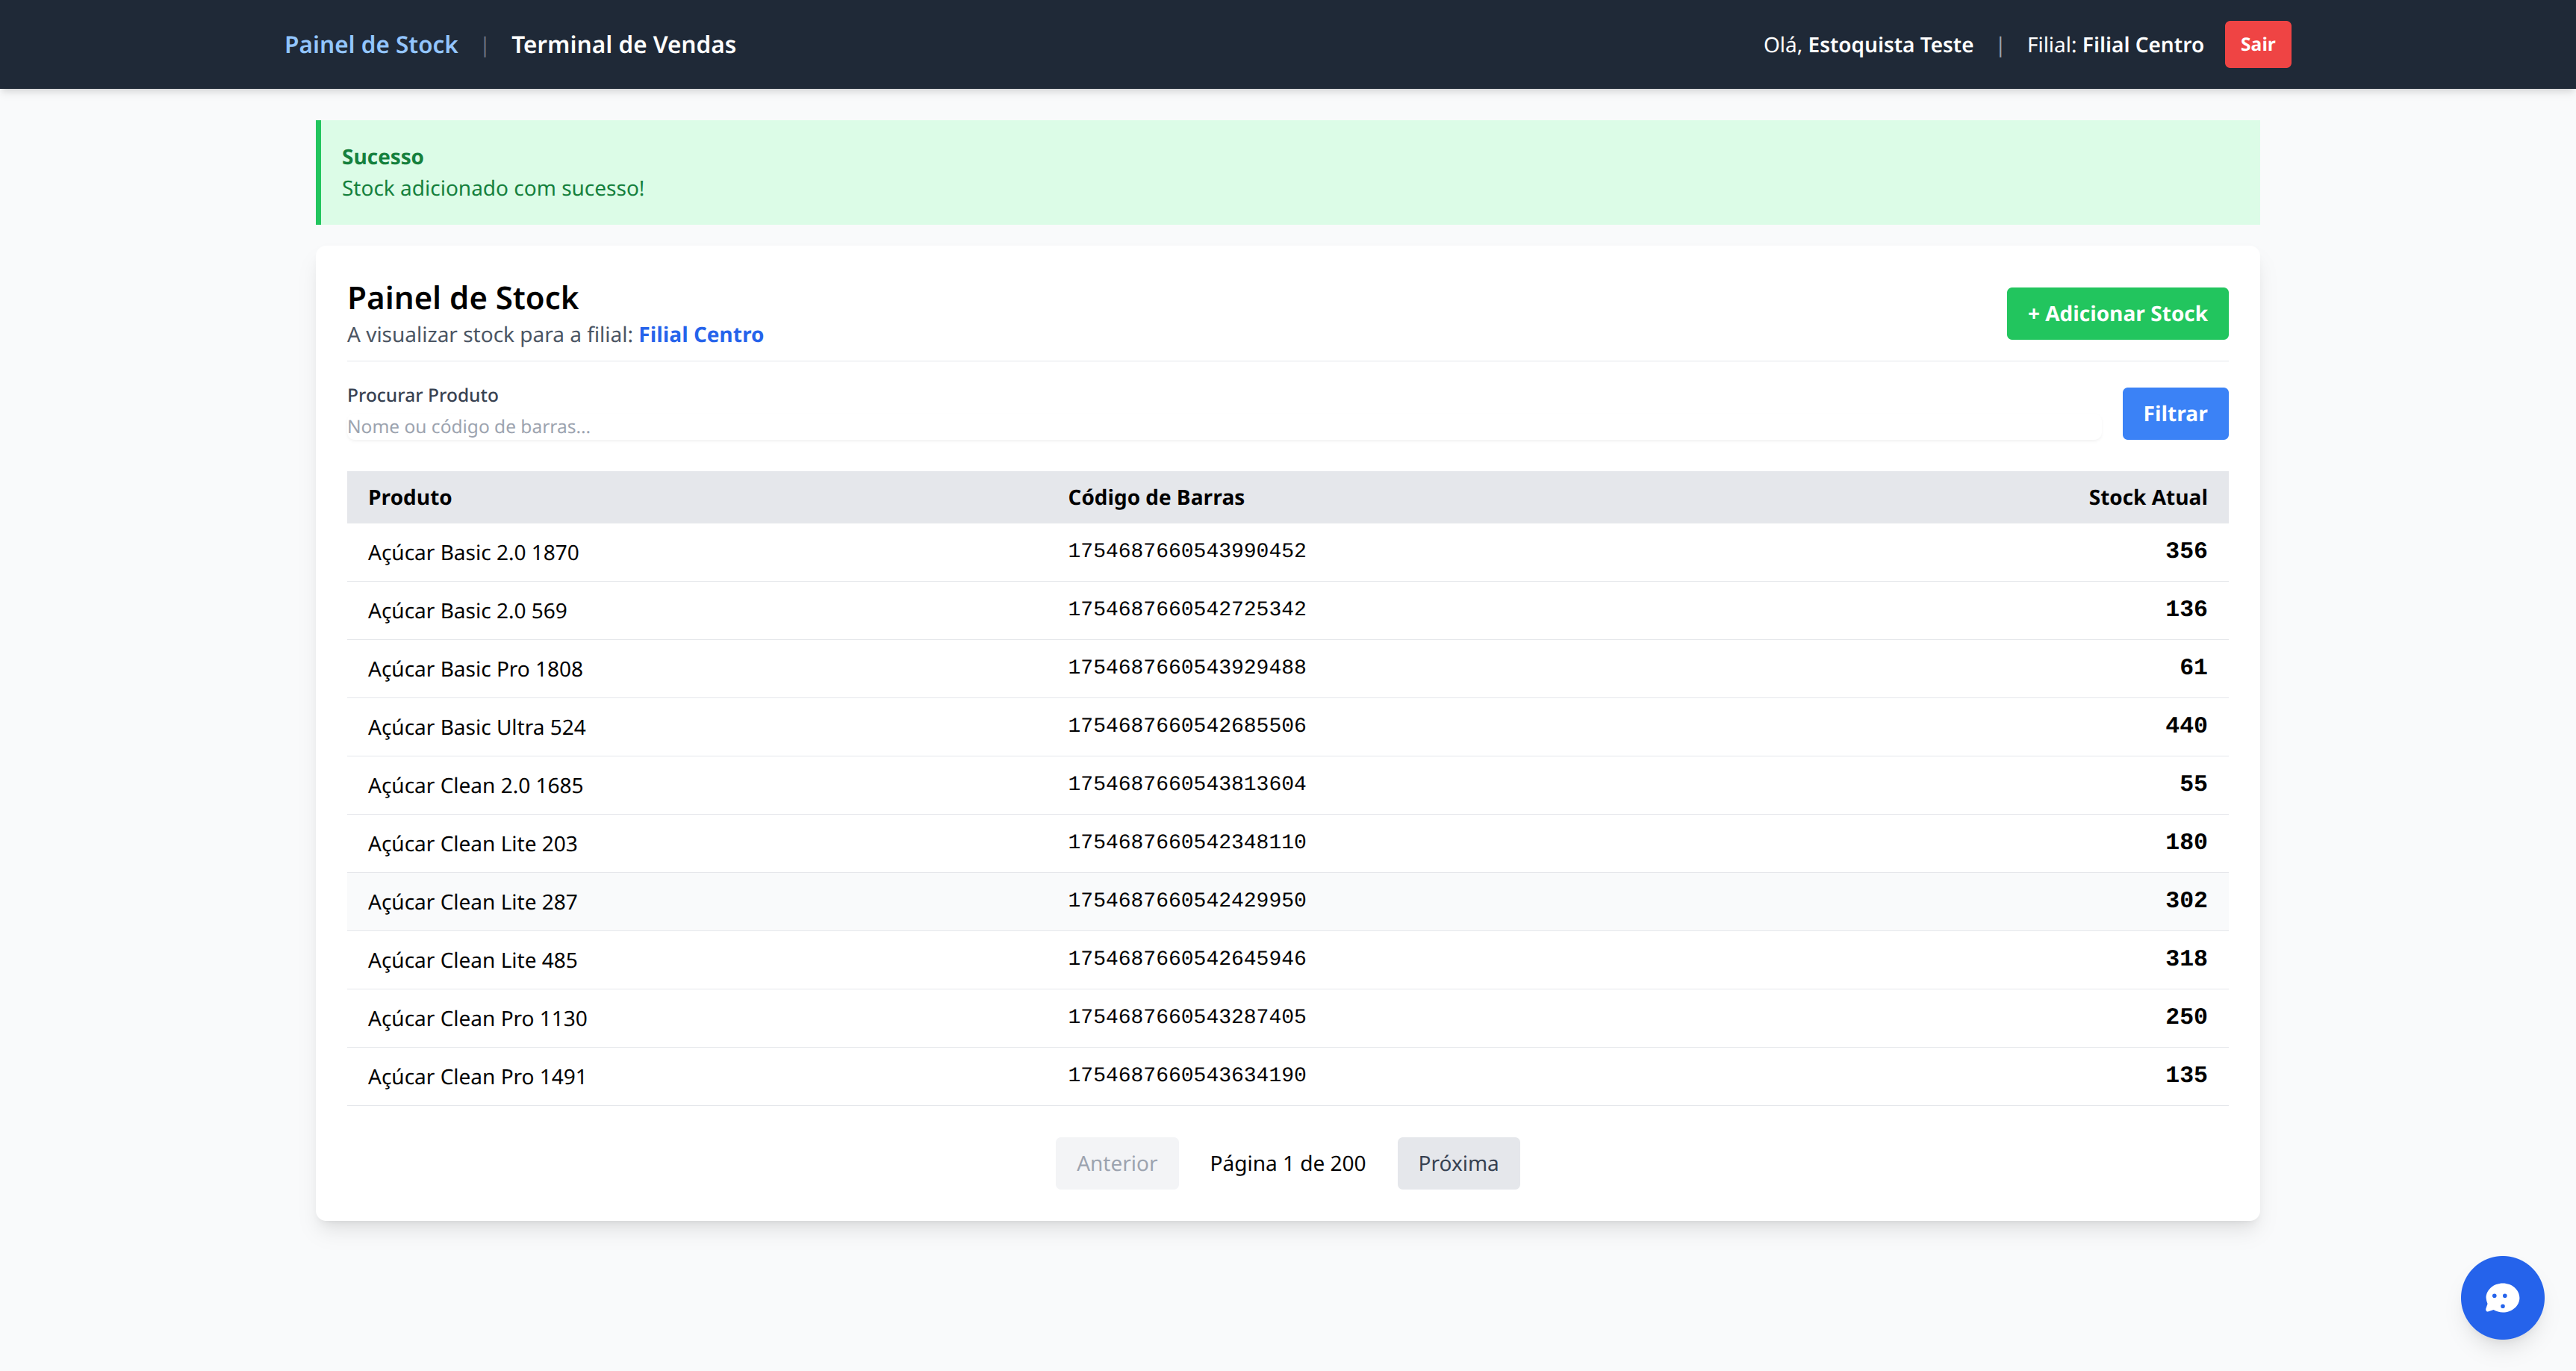 Painel de Stock | Terminal de Vendas Olá, Estoquista Teste | Filial: Filial Centro Sair
Sucesso
Stock adicionado com sucesso!
Painel de Stock
A visualizar stock para a filial: Filial Centro
+ Adicionar Stock
Procurar Produto
Nome ou código de barras...
Filtrar
Produto Código de Barras Stock Atual
Açúcar Basic 2.0 1870 1754687660543990452 356
Açúcar Basic 2.0 569 1754687660542725342 136
Açúcar Basic Pro 1808 1754687660543929488 61
Açúcar Basic Ultra 524 1754687660542685506 440
Açúcar Clean 2.0 1685 1754687660543813604 55
Açúcar Clean Lite 203 1754687660542348110 180
Açúcar Clean Lite 287 1754687660542429950 302
Açúcar Clean Lite 485 1754687660542645946 318
Açúcar Clean Pro 1130 1754687660543287405 250
Açúcar Clean Pro 1491 1754687660543634190 135
Anterior Página 1 de 200 Próxima